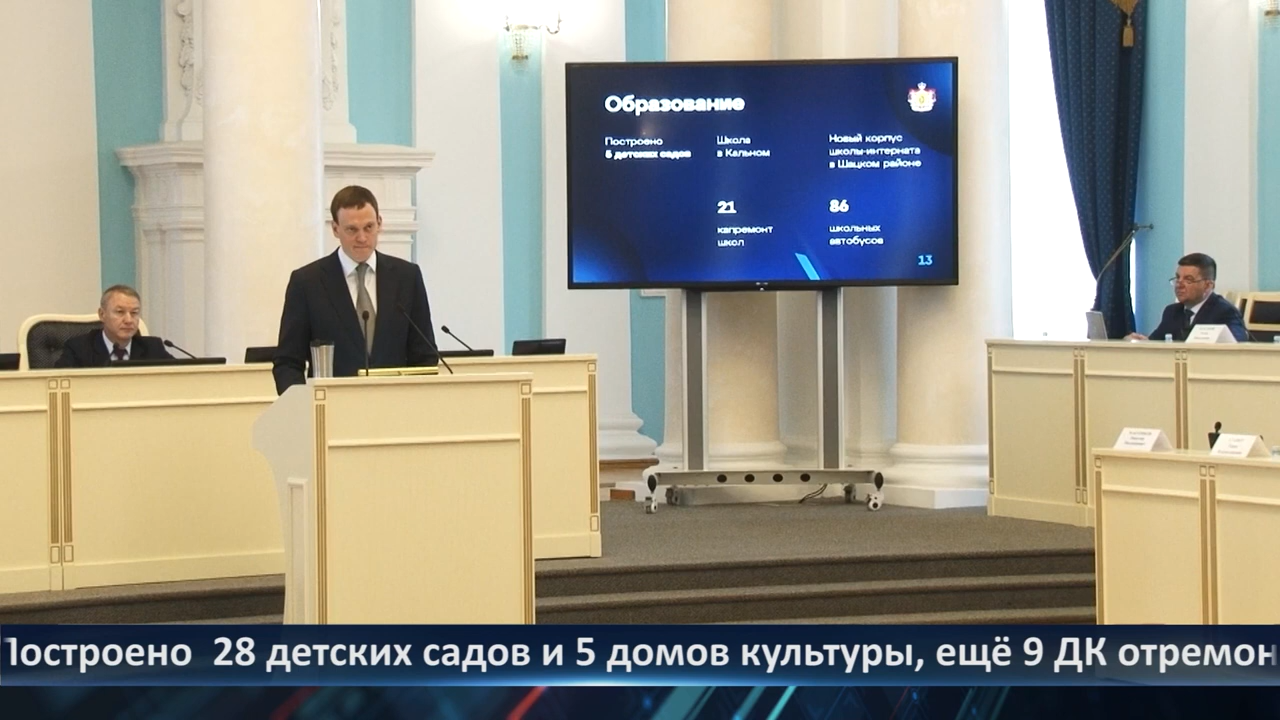 Образование
Построено
5 детских садов
Школа
в Кальном
Новый корпус
школы-интерната
в Шацком районе
21
капремонт
школ
86
школьных
автобусов
13
Построено 28 детских садов и 5 домов культуры, ещё 9 ДК отремон